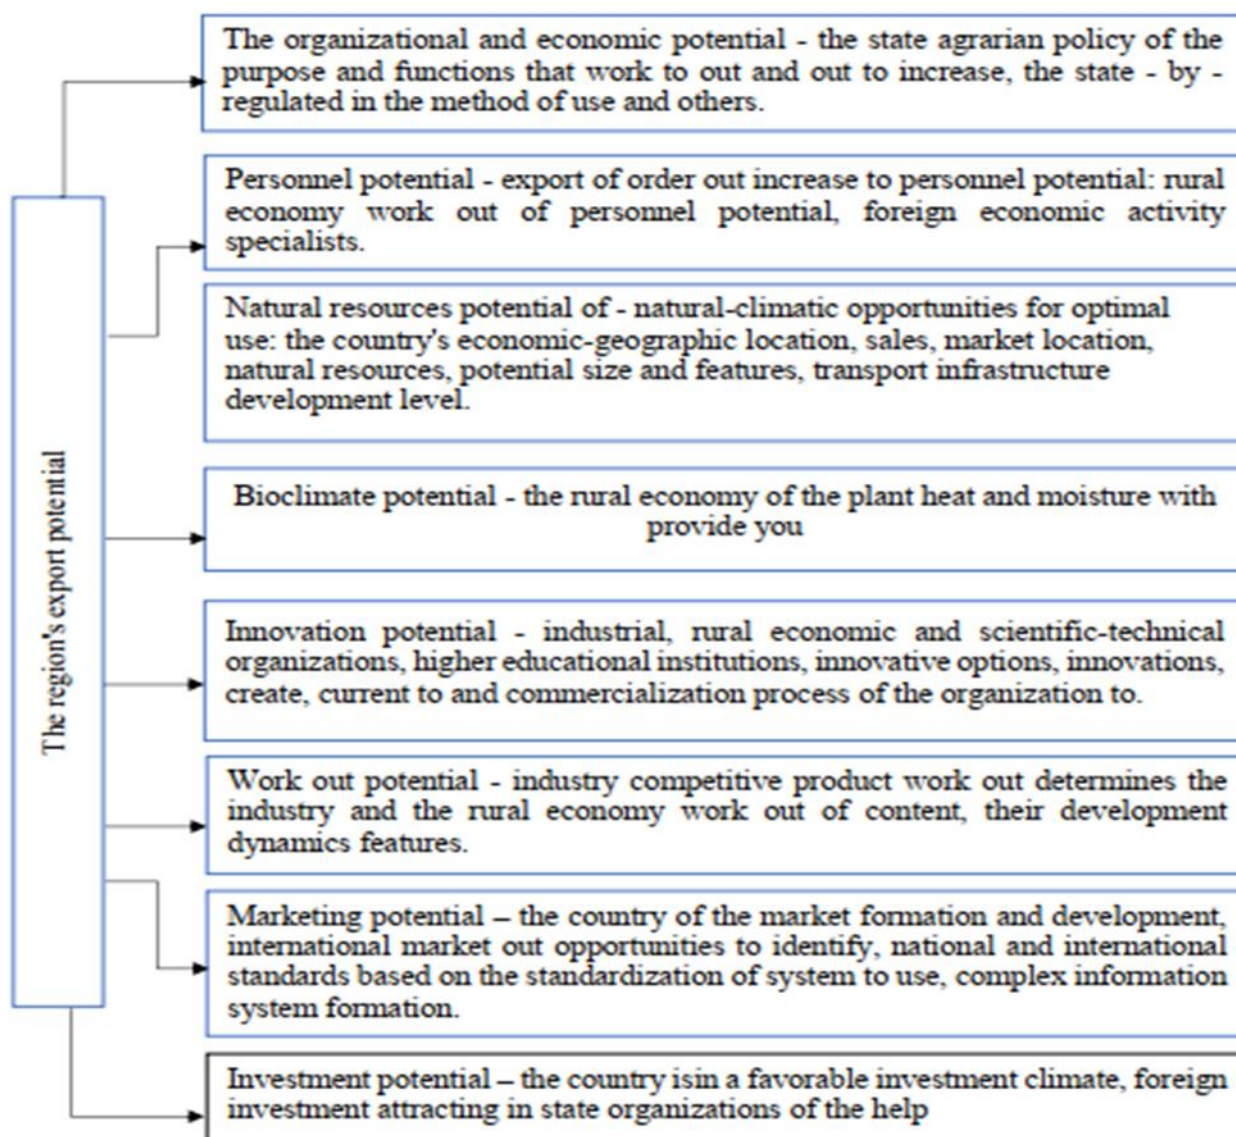 The organizational and economic potential - the state agrarian policy of the
purpose and functions that work to out and out to increase, the state - by -
regulated in the method of use and others.
Personnel potential - export of order out increase to personnel potential: rural
economy work out of personnel potential, foreign economic activity
specialists.
Natural resources potential of - natural-climatic opportunities for optimal
use: the country's economic-geographic location, sales, market location,
natural resources, potential size and features, transport infrastructure
development level.
The region's export potential
Bioclimate potential - the rural economy of the plant heat and moisture with
provide you
Innovation potential - industrial, rural economic and scientific-technical
organizations, higher educational institutions, innovative options, innovations,
create, current to and commercialization process of the organization to.
Work out potential - industry competitive product work out determines the
industry and the rural economy work out of content, their development
dynamics features.
Marketing potential – the country of the market formation and development,
international market out opportunities to identify, national and international
standards based on the standardization of system to use, complex information
system formation.
Investment potential – the country isin a favorable investment climate, foreign
investment attracting in state organizations of the help